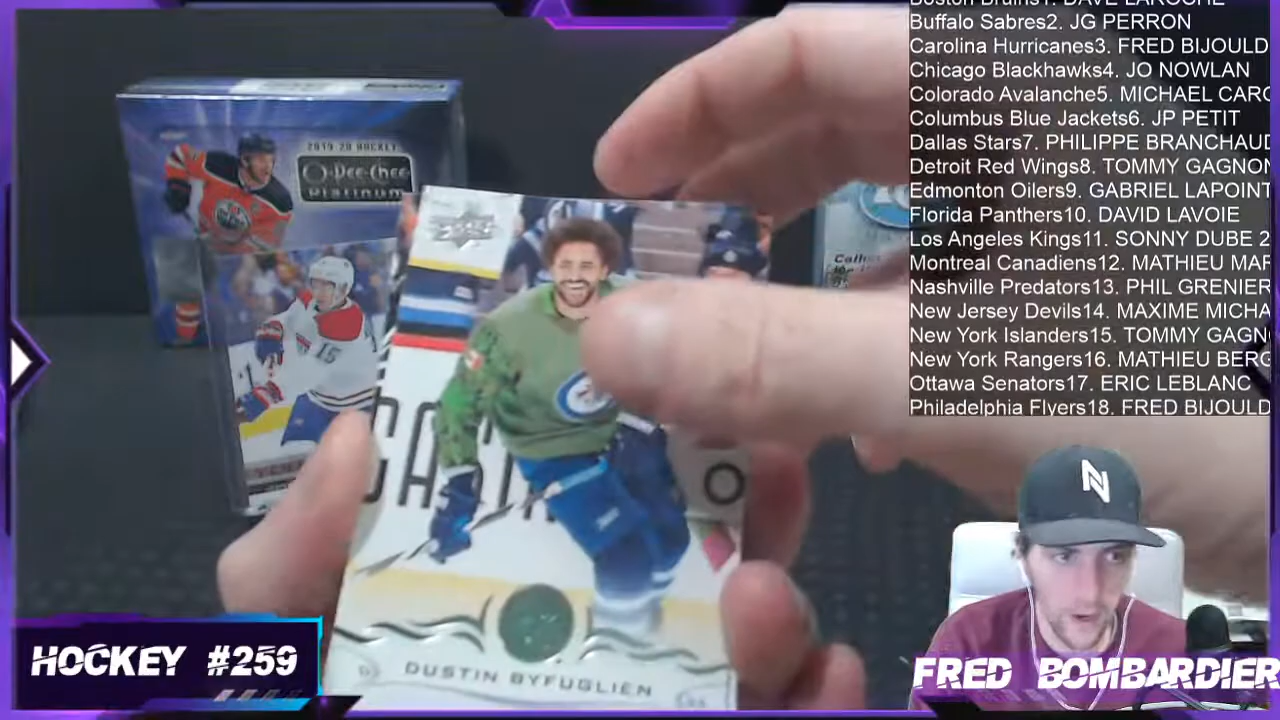 Buffalo Sabres2. JG PERRON
Carolina Hurricanes3. FRED BIJOULD
Chicago Blackhawks4. JO NOWLAN
Colorado Avalanche5. MICHAEL CARO
Columbus Blue Jackets6. JP PETIT
Dallas Stars7. PHILIPPE BRANCHAUD
Detroit Red Wings8. TOMMY GAGNON
Edmonton Oilers9. GABRIEL LAPOINT
Florida Panthers10. DAVID LAVOIE
Los Angeles Kings11. SONNY DUBE 2
Montreal Canadiens12. MATHIEU MAR
Nashville Predators13. PHIL GRENIER
New Jersey Devils14. MAXIME MICHA
New York Islanders15. TOMMY GAGNO
New York Rangers16. MATHIEU BERG
Ottawa Senators17. ERIC LEBLANC
Philadelphia Flyers18. FRED BIJOULD
2019-20 HOCKEY
O-Pee-Chee
PLATINUM
15
DUSTIN BYFUGLIEN
HOCKEY #259
FRED BOMBARDIER